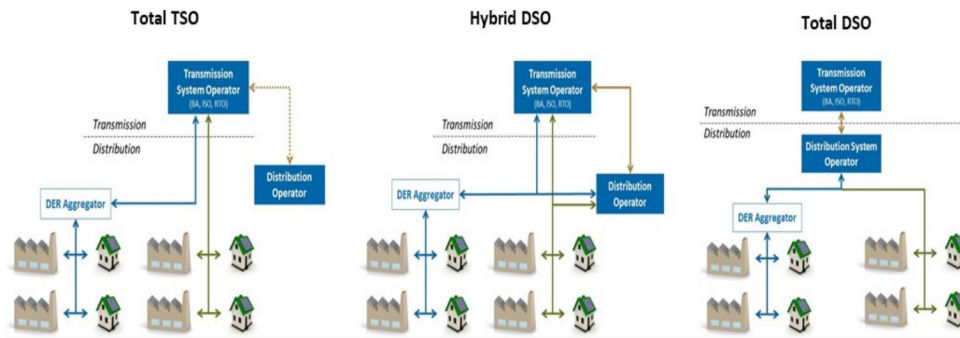 Total TSO
Transmission
System Operator
(BA, ISO, RTO)
Transmission
Distribution
Distribution
Operator
DER Aggregator
Hybrid DSO
Transmission
System Operator
(BA, ISO, RTO)
Transmission
Distribution
DER Aggregator
Distribution
Operator
Total DSO
Transmission
System Operator
(BA, ISO, RTO)
Transmission
Distribution
Distribution System
Operator
DER Aggregator